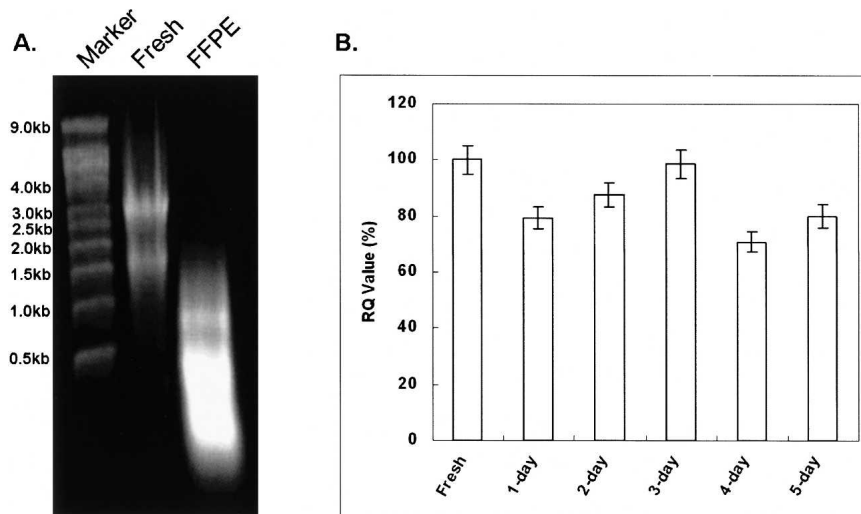 A.
Marker
Fresh
FFPE
9.0kb
4.0kb
3.0kb
2.5kb
2.0kb
1.5kb
1.0kb
0.5kb
B.
RQ Value (%)
120
100
80
60
40
20
0
Fresh
1-day
2-day
3-day
4-day
5-day